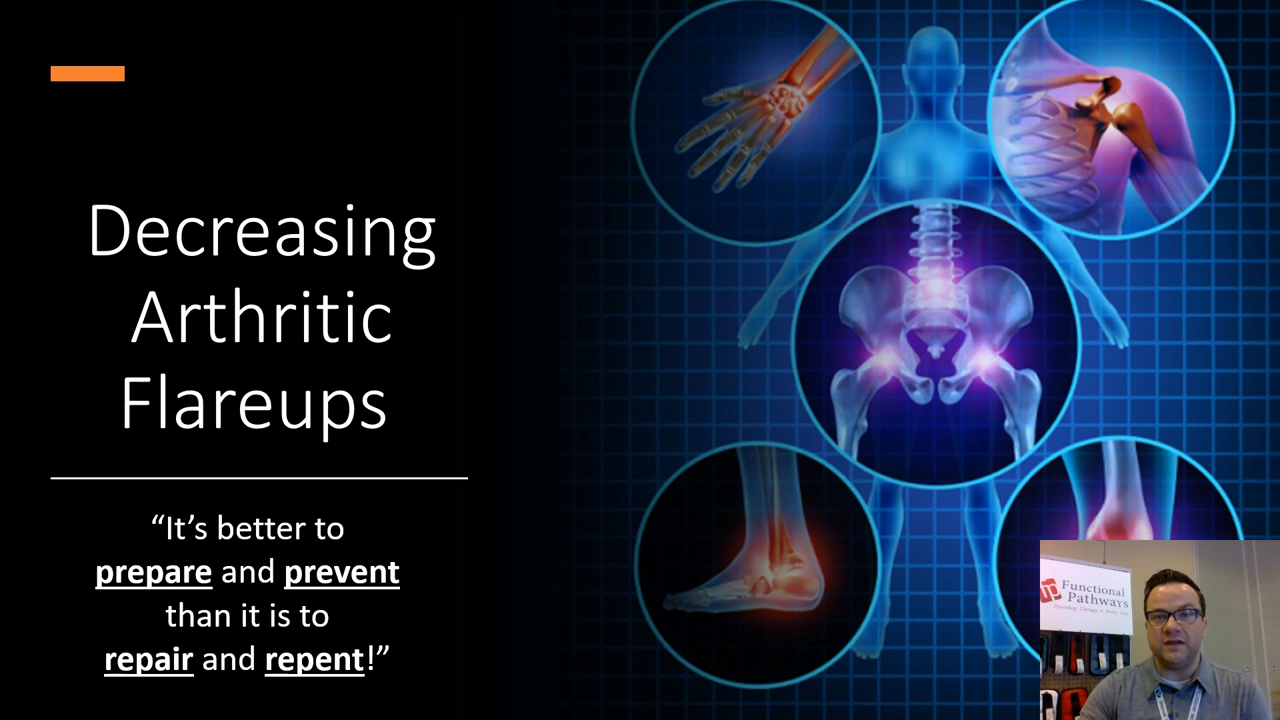 Decreasing
Arthritic
Flareups
“It’s better to
prepare and prevent
than it is to
repair and repent!”
Functional
Pathways